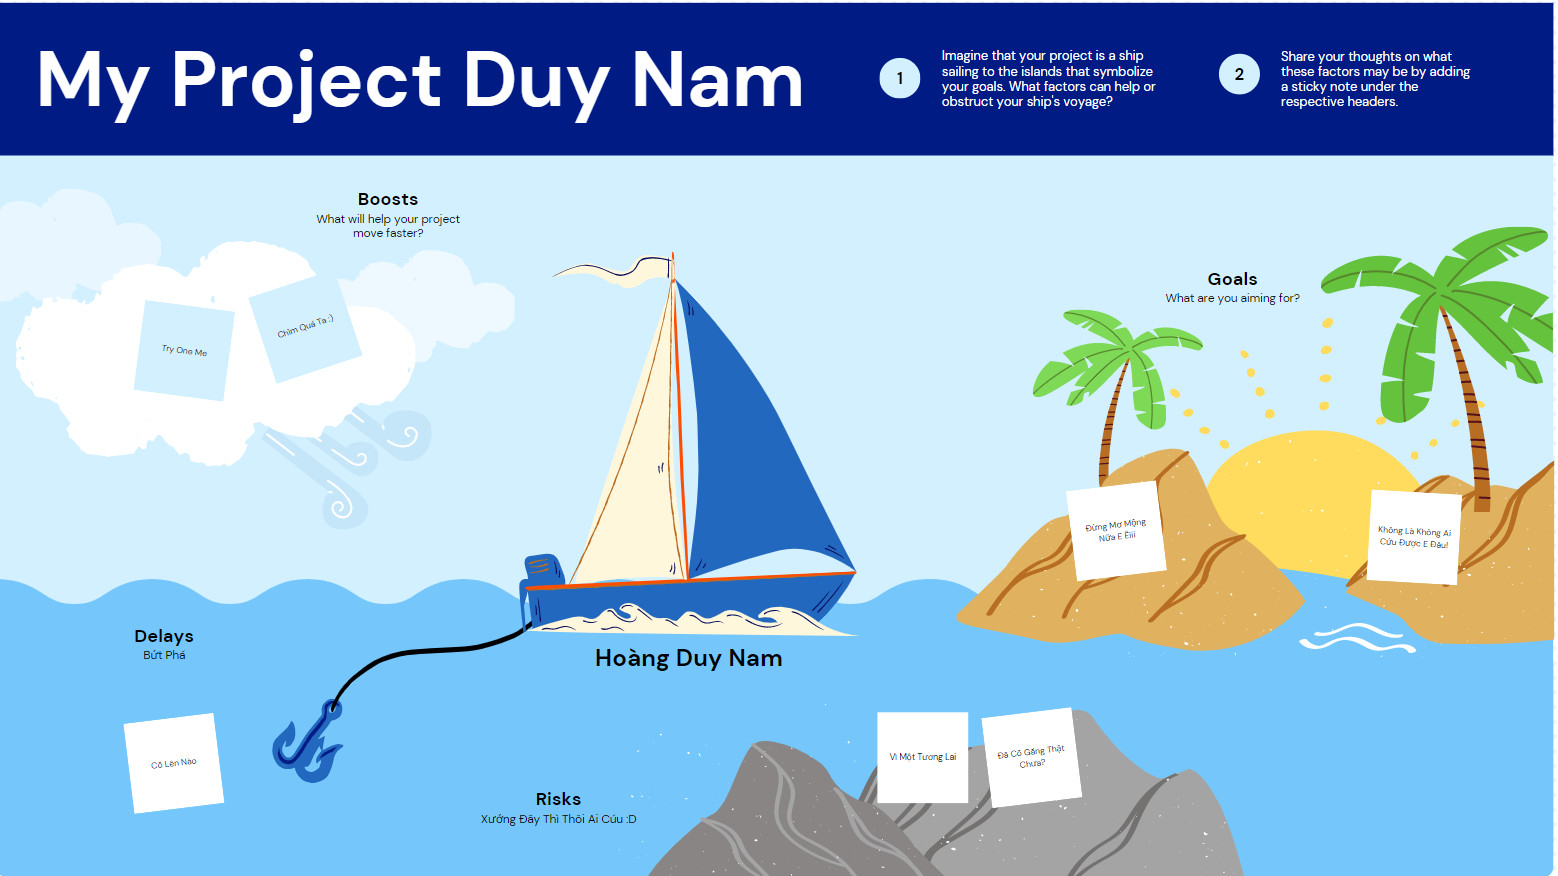 My Project Duy Nam
1
Imagine that your project is a ship
sailing to the islands that symbolize
your goals. What factors can help or
obstruct your ship's voyage?
2
Share your thoughts on what
these factors may be by adding
a sticky note under the
respective headers.
Boosts
What will help your project
move faster?
Try One Me
Chìm Quá Ta :)
Goals
What are you aiming for?
Đừng Mơ Mộng
Nữa E Êiii
Không Là Không Ai
Cứu Được E Đâu!
Delays
Bứt Phá
Hoàng Duy Nam
Cố Lên Nào
Vì Một Tương Lai
Đã Cố Gắng Thật
Chưa?
Risks
Xướng Đây Thì Thôi Ai Cúu :D